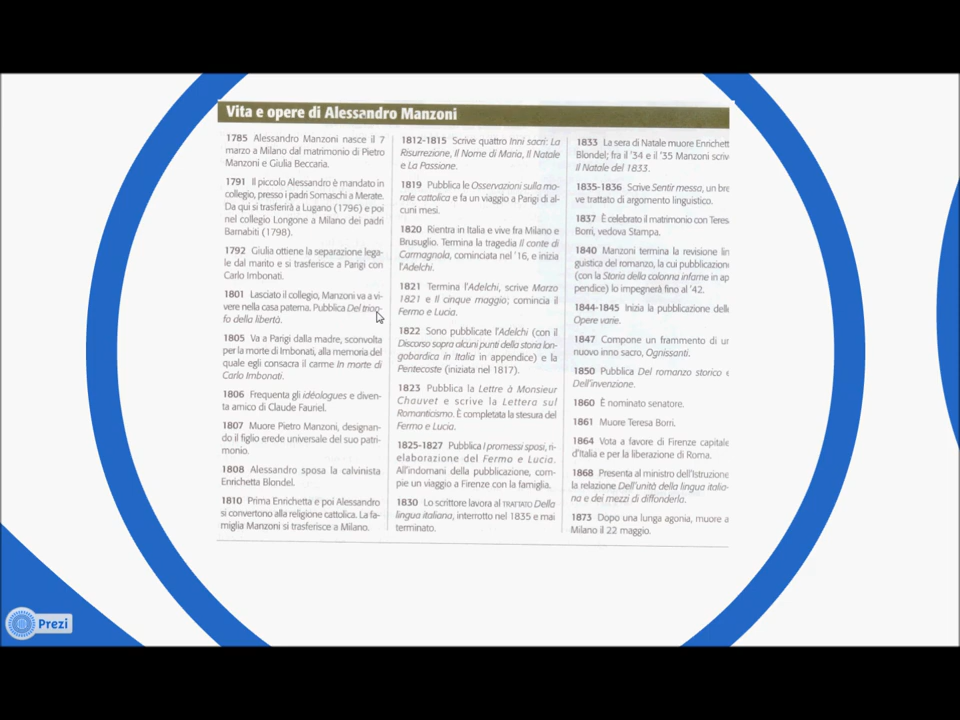 Vita e opere di Alessandro Manzoni
1785 Alessandro Manzoni nasce il 7
marzo a Milano dal matrimonio di Pietro
Manzoni e Giulia Beccaria.
1791 Il piccolo Alessandro è mandato in
collegio, presso i padri Somaschi a Merate.
Da qui si trasferirà a Lugano (1796) e poi
nel collegio Longone a Milano dei padri
Barnabiti (1798).
1792 Giulia ottiene la separazione lega-
le dal marito e si trasferisce a Parigi con
Carlo Imbonati.
1801 Lasciato il collegio, Manzoni va a vi-
vere nella casa paterna. Pubblica Del trion-
fo della libertà.
1805 Va a Parigi dalla madre, sconvolta
per la morte di Imbonati, alla memoria del
quale egli consacra il carme In morte di
Carlo Imbonati.
1806 Frequenta gli idéologues e diven-
ta amico di Claude Fauriel.
1807 Muore Pietro Manzoni, designan-
do il figlio erede universale del suo patri-
monio.
1808 Alessandro sposa la calvinista
Enrichetta Blondel.
1810 Prima Enrichetta e poi Alessandro
si convertono alla religione cattolica. La fa-
miglia Manzoni si trasferisce a Milano.
1812-1815 Scrive quattro Inni sacri: La
Risurrezione, Il Nome di Maria, Il Natale
e La Passione.
1819 Pubblica le Osservazioni sulla mo-
rale cattolica e fa un viaggio a Parigi di al-
cuni mesi.
1820 Rientra in Italia e vive fra Milano e
Brusuglio. Termina la tragedia Il conte di
Carmagnola, cominciata nel '16, e inizia
l'Adelchi.
1821 Termina l'Adelchi, scrive Marzo
1821 e Il cinque maggio; comincia il
Fermo e Lucia.
1822 Sono pubblicate l'Adelchi (con il
Discorso sopra alcuni punti della storia lon-
gobardica in Italia in appendice) e la
Pentecoste (iniziata nel 1817).
1823 Pubblica la Lettre à Monsieur
Chauvet e scrive la Lettera sul
Romanticismo. È completata la stesura del
Fermo e Lucia.
1825-1827 Pubblica I promessi sposi, ri-
elaborazione del Fermo e Lucia.
All'indomani della pubblicazione, com-
pie un viaggio a Firenze con la famiglia.
1830 Lo scrittore lavora al TRATTATO Della
lingua italiana, interrotto nel 1835 e mai
terminato.
1833 La sera di Natale muore Enrichett
Blondel; fra il '34 e il '35 Manzoni scriv
Il Natale del 1833.
1835-1836 Scrive Sentir messa, un bre
ve trattato di argomento linguistico.
1837 È celebrato il matrimonio con Teres
Borri, vedova Stampa.
1840 Manzoni termina la revisione lin
guistica del romanzo, la cui pubblicazion
(con la Storia della colonna infame in ap
pendice) lo impegnerà fino al '42.
1844-1845 Inizia la pubblicazione delle
Opere varie.
1847 Compone un frammento di un
nuovo inno sacro, Ognissanti.
1850 Pubblica Del romanzo storico e
Dell'invenzione.
1860 È nominato senatore.
1861 Muore Teresa Borri.
1864 Vota a favore di Firenze capitale
d'Italia e per la liberazione di Roma.
1868 Presenta al ministro dell'Istruzione
la relazione Dell'unità della lingua italia-
na e dei mezzi di diffonderla.
1873 Dopo una lunga agonia, muore a
Milano il 22 maggio.
Prezi